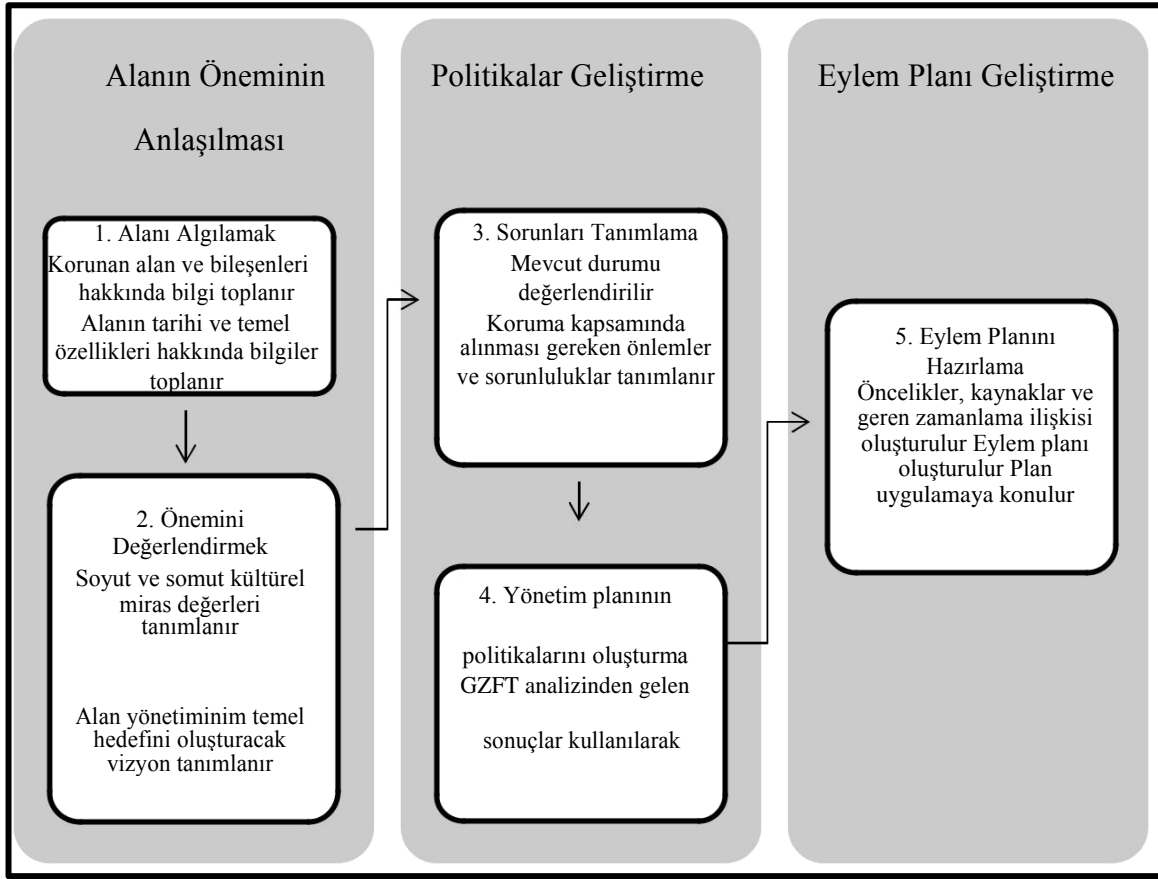 Alanın Öneminin
Anlaşılması
1. Alanı Algılamak
Korunan alan ve bileşenleri
hakkında bilgi toplanır
Alanın tarihi ve temel
özellikleri hakkında bilgiler
toplanır
2. Önemini
Değerlendirmek
Soyut ve somut kültürel
miras değerleri
tanımlanır
Alan yönetiminim temel
hedefini oluşturacak
vizyon tanımlanır
Politikalar Geliştirme
3. Sorunları Tanımlama
Mevcut durumu
değerlendirilir
Koruma kapsamında
alınması gereken önlemler
ve sorunluluklar tanımlanır
4. Yönetim planının
politikalarını oluşturma
GZFT analizinden gelen
sonuçlar kullanılarak
Eylem Planı Geliştirme
5. Eylem Planını
Hazırlama
Öncelikler, kaynaklar ve
geren zamanlama ilişkisi
oluşturulur Eylem planı
oluşturulur Plan
uygulamaya konulur